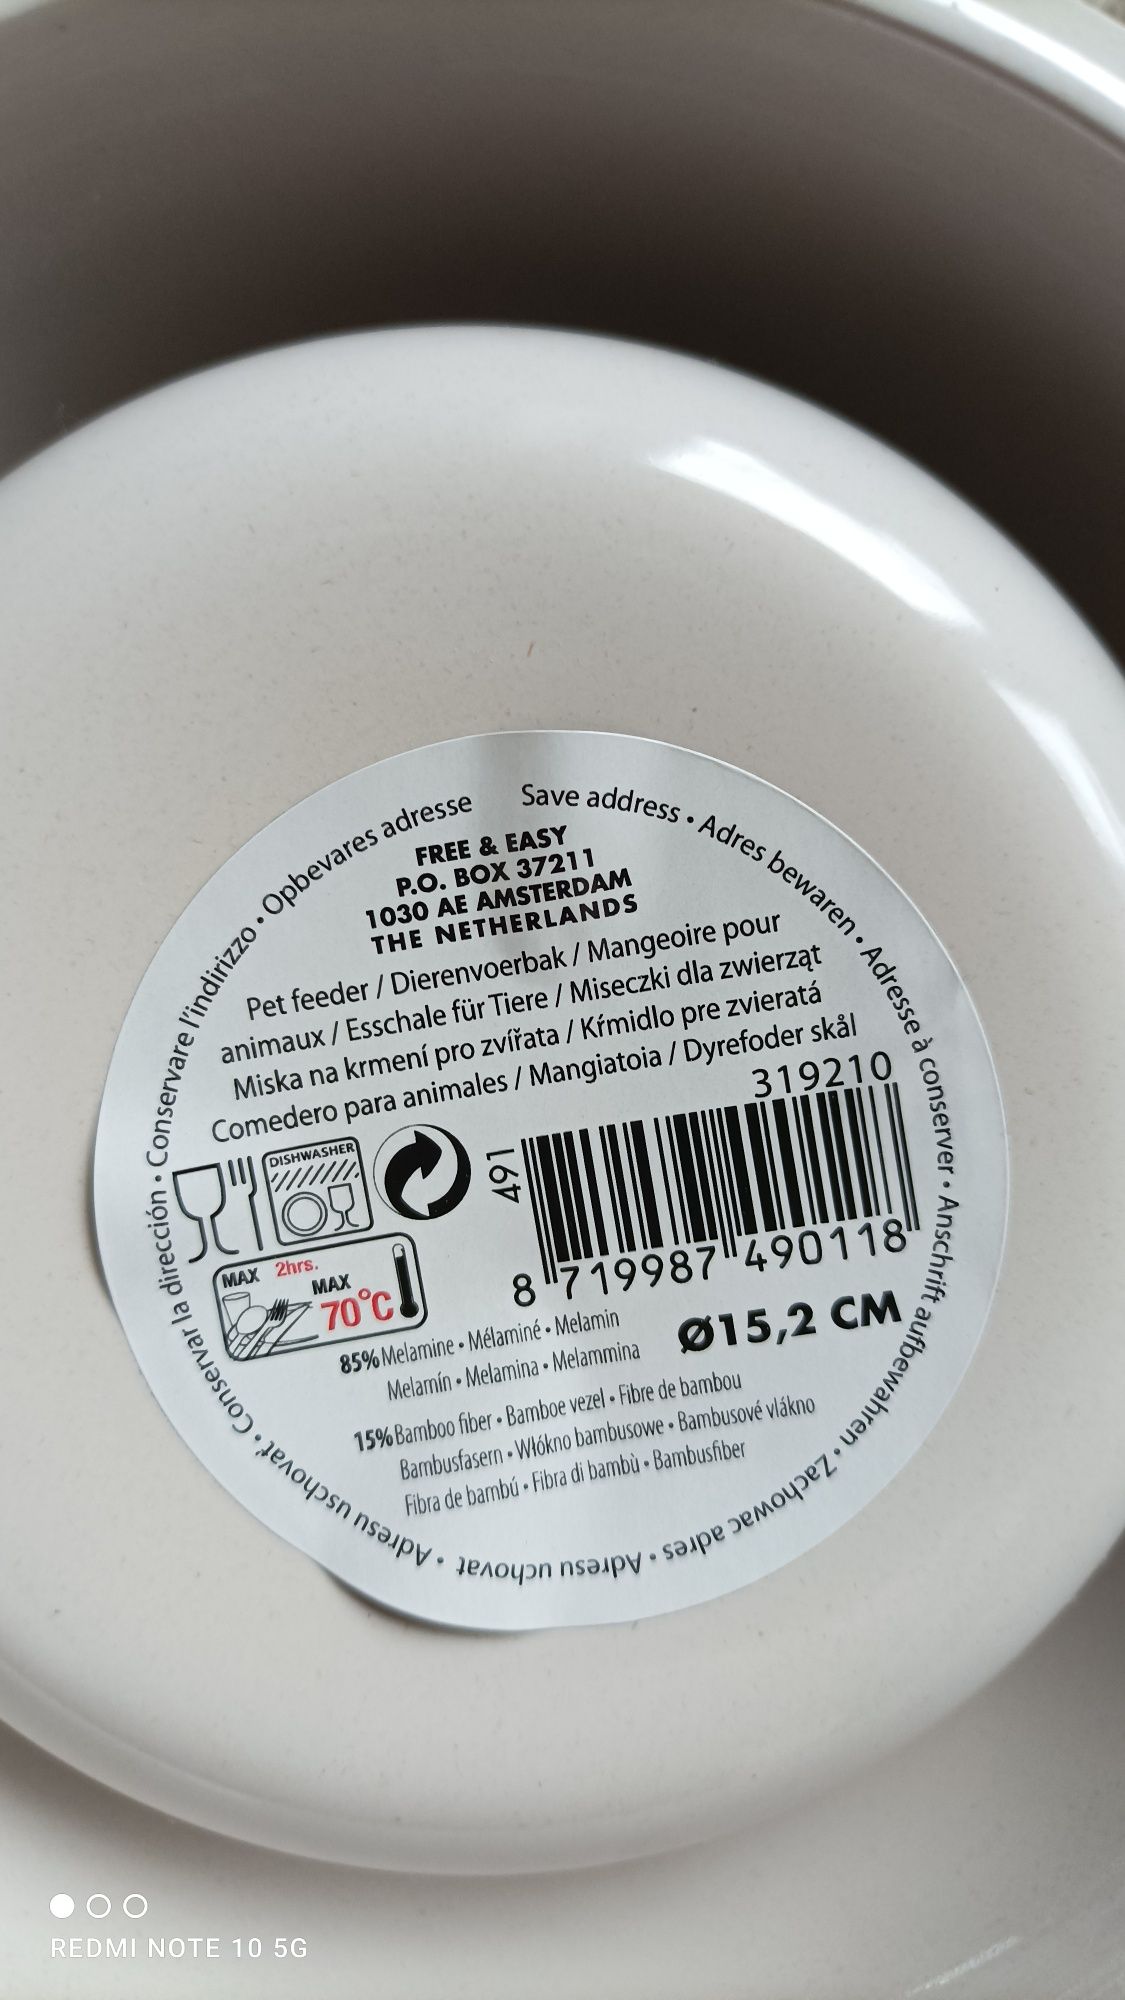 Save address • Adres bewaren • Adresse à conserver • Anschrift aufbewahren • Zachowac adres • Adresu uchovat • Adresu uschovat' • Conservar la dirección • Conservare l'indirizzo • Opbevares adresse
FREE & EASY
P.O. BOX 37211
1030 AE AMSTERDAM
THE NETHERLANDS
Pet feeder / Dierenvoerbak / Mangeoire pour
animaux / Esschale für Tiere / Miseczki dla zwierząt
Miska na krmení pro zvířata / Kŕmidlo pre zvieratá
Comedero para animales / Mangiatoia / Dyrefoder skål
319210
DISHWASHER
491
8 719987 490118
MAX 2hrs.
MAX
70°C
Ø15,2 CM
85% Melamine • Mélaminé • Melamin
Melamín • Melamina • Melammina
15% Bamboo fiber • Bamboe vezel • Fibre de bambou
Bambusfasern • Włókno bambusowe • Bambusové vlákno
Fibra de bambú • Fibra di bambù • Bambusfiber
REDMI NOTE 10 5G